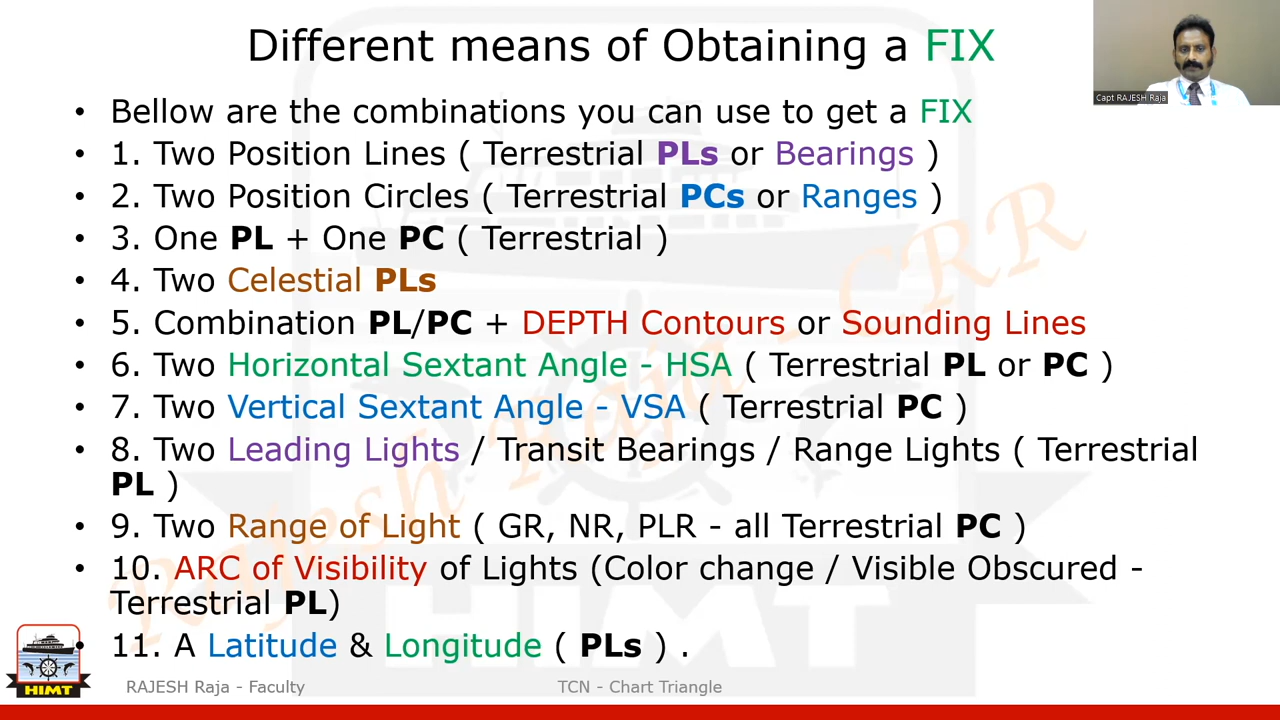 Different means of Obtaining a FIX
Capt RAJESH Raja
• Bellow are the combinations you can use to get a FIX
• 1. Two Position Lines ( Terrestrial PLs or Bearings )
• 2. Two Position Circles ( Terrestrial PCs or Ranges )
• 3. One PL + One PC ( Terrestrial )
• 4. Two Celestial PLs
• 5. Combination PL/PC + DEPTH Contours or Sounding Lines
• 6. Two Horizontal Sextant Angle - HSA ( Terrestrial PL or PC )
• 7. Two Vertical Sextant Angle - VSA ( Terrestrial PC )
• 8. Two Leading Lights / Transit Bearings / Range Lights ( Terrestrial
PL )
• 9. Two Range of Light ( GR, NR, PLR - all Terrestrial PC )
• 10. ARC of Visibility of Lights (Color change / Visible Obscured -
Terrestrial PL)
• 11. A Latitude & Longitude ( PLs ) .
Rajesh Raja - CRR
HIMT
HIMT
RAJESH Raja - Faculty
TCN - Chart Triangle